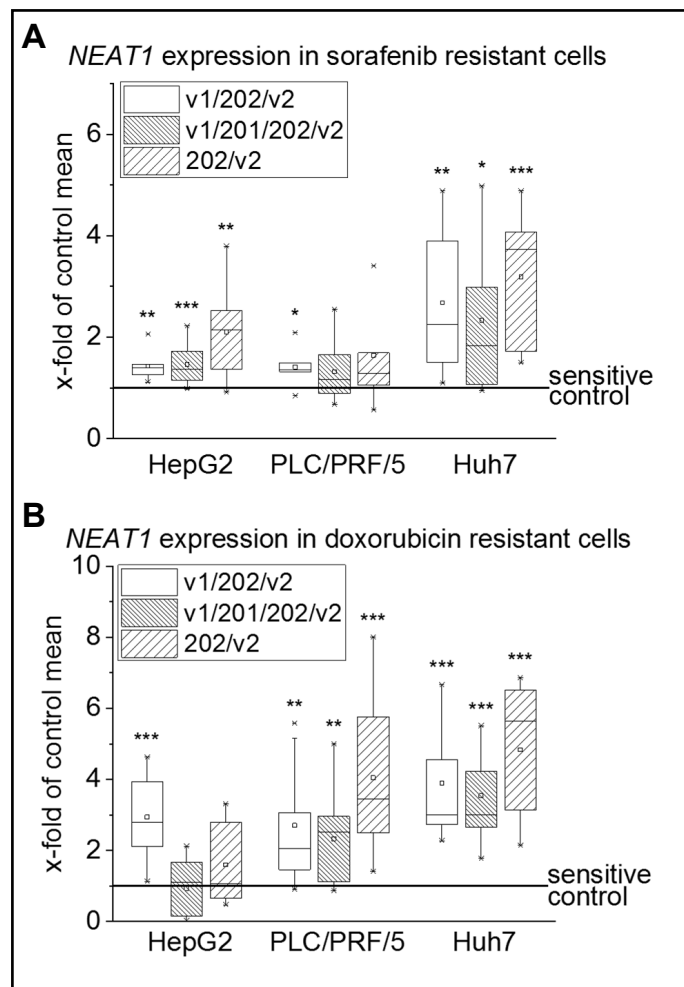 A
NEAT1 expression in sorafenib resistant cells
v1/202/v2
v1/201/202/v2
202/v2
x-fold of control mean
6
4
2
0
** *** ** * ** * ***
sensitive
control
HepG2 PLC/PRF/5 Huh7
B
NEAT1 expression in doxorubicin resistant cells
v1/202/v2
v1/201/202/v2
202/v2
x-fold of control mean
10
8
6
4
2
0
*** ** ** *** *** *** ***
sensitive
control
HepG2 PLC/PRF/5 Huh7